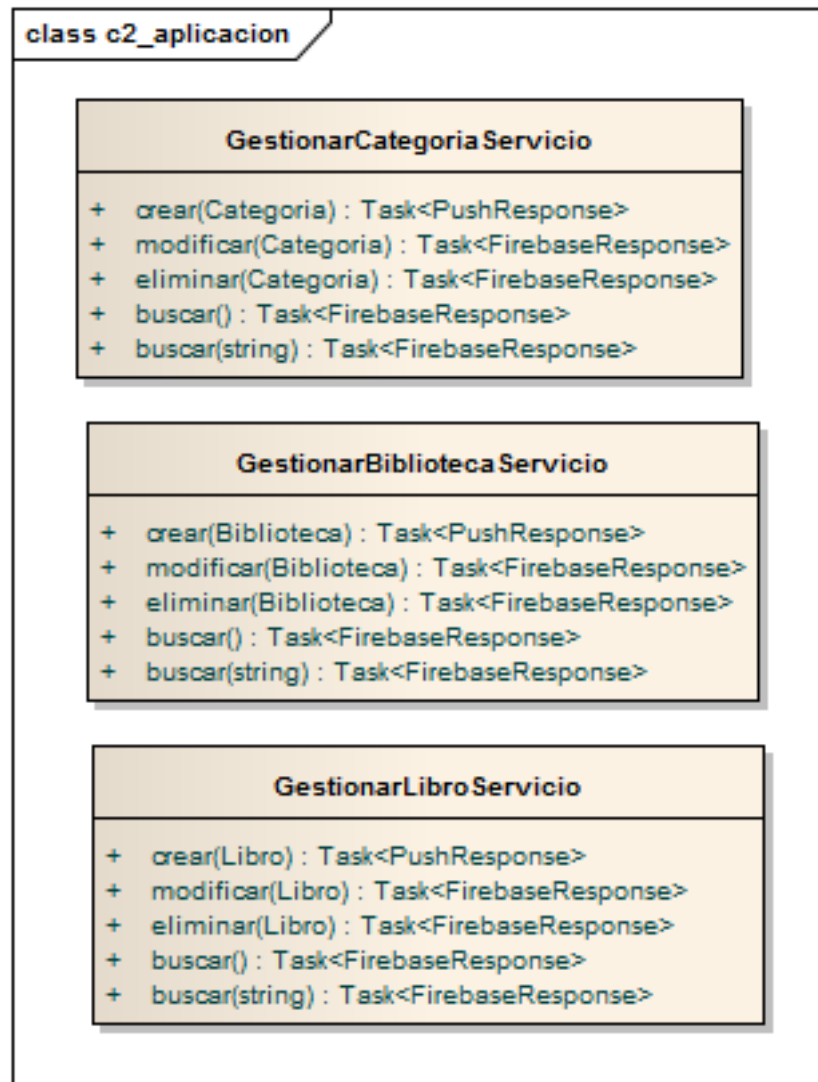 class c2_aplicacion
GestionarCategoriaServicio
+ crear(Categoria) : Task<PushResponse>
+ modificar(Categoria) : Task<FirebaseResponse>
+ eliminar(Categoria) : Task<FirebaseResponse>
+ buscar() : Task<FirebaseResponse>
+ buscar(string) : Task<FirebaseResponse>
GestionarBibliotecaServicio
+ crear(Biblioteca) : Task<PushResponse>
+ modificar(Biblioteca) : Task<FirebaseResponse>
+ eliminar(Biblioteca) : Task<FirebaseResponse>
+ buscar() : Task<FirebaseResponse>
+ buscar(string) : Task<FirebaseResponse>
GestionarLibroServicio
+ crear(Libro) : Task<PushResponse>
+ modificar(Libro) : Task<FirebaseResponse>
+ eliminar(Libro) : Task<FirebaseResponse>
+ buscar() : Task<FirebaseResponse>
+ buscar(string) : Task<FirebaseResponse>